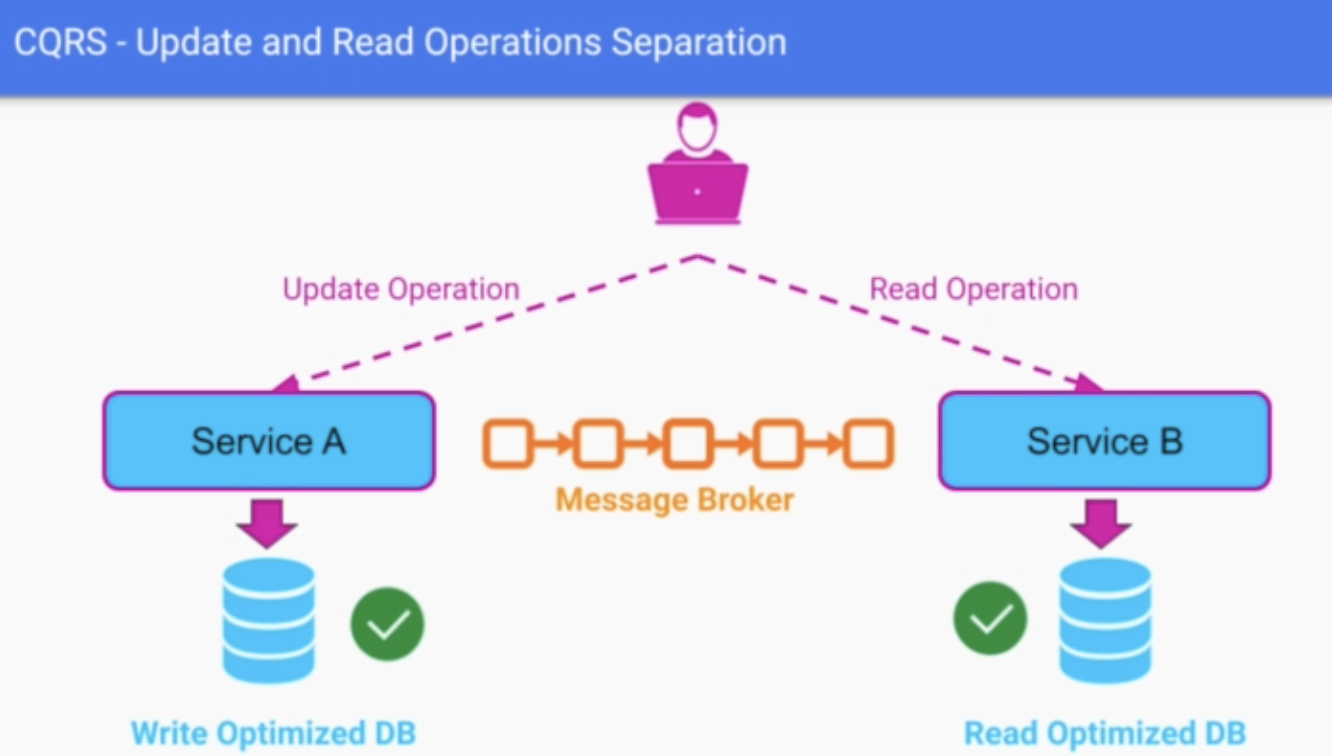 CQRS - Update and Read Operations Separation
Update Operation
Read Operation
Service A
Service B
Message Broker
Write Optimized DB
Read Optimized DB